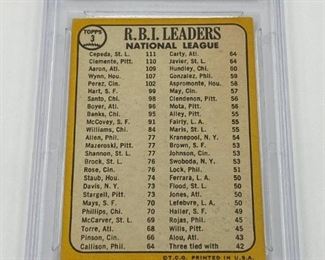 TOPPS
3
R.B.I. LEADERS
NATIONAL LEAGUE
Cepeda, St. L. 111 Carty, Atl 64
Clemente, Pitt. 110 Javier, St. L. 64
Aaron, Atl. 109 Hundley, Chi 60
Wynn, Hou. 107 Gonzalez, Phil 59
Perez, Cin 102 Aspromonte, Hou. 58
Hart, S. F. 99 May, Cin 57
Santo, Chi 98 Clendenon, Pitt 56
Boyer, Atl 96 Mota, Pitt 56
Banks, Chi. 95 Alley, Pitt. 55
McCovey, S. F. 91 Fairly, L. A. 55
Williams, Chi 84 Maris, St. L. 55
Allen, Phil 77 Kranepool, N. Y. 54
Mazeroski, Pitt 77 Brown, S. F. 53
Shannon, St. L. 77 Johnson, Cin 53
Brock, St. L. 76 Swoboda, N. Y. 53
Rose, Cin 76 Lock, Phil 51
Staub, Hou 74 Ferrara, L. A. 50
Davis, N. Y. 73 Flood, St. L. 50
Stargell, Pitt 73 Jones, Atl 50
Mays, S. F. 70 Lefebvre, L. A. 50
Phillips, Chi 70 Haller, S. F. 49
McCarver, St. L. 69 Rojas, Phil 45
Torre, Atl 68 Wills, Pitt 45
Pinson, Cin 66 Alou, Atl 43
Callison, Phil 64 Three tied with 42
©T.C.G. PRINTED IN U.S.A.